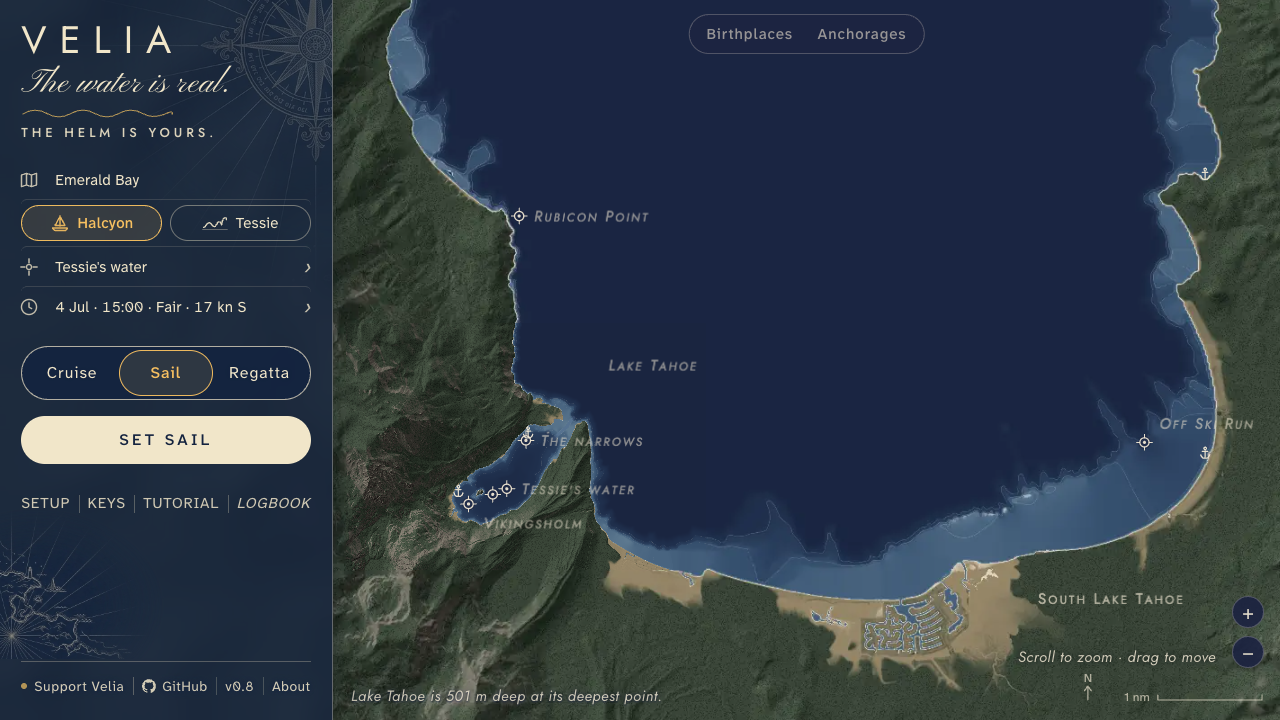 VELIA
The water is real.
THE HELM IS YOURS.
Emerald Bay
Halcyon
Tessie
Tessie's water
4 Jul · 15:00 · Fair · 17 kn S
Cruise
Sail
Regatta
SET SAIL
SETUP
KEYS
TUTORIAL
LOGBOOK
Support Velia
GitHub
v0.8
About
Birthplaces
Anchorages
RUBICON POINT
LAKE TAHOE
OFF SKI RUN
THE NARROWS
TESSIE'S WATER
VIKINGSHOLM
SOUTH LAKE TAHOE
+
−
Scroll to zoom · drag to move
N
1 nm
Lake Tahoe is 501 m deep at its deepest point.